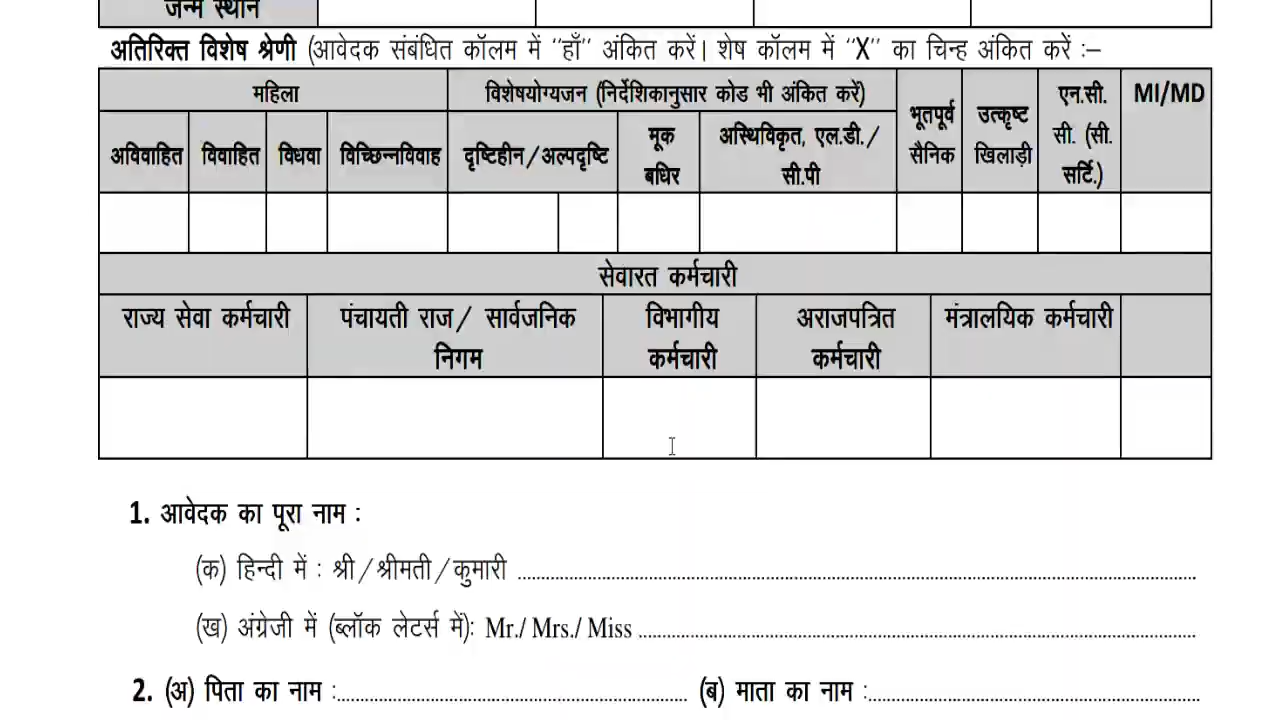 जन्म स्थान
अतिरिक्त विशेष श्रेणी (आवेदक संबंधित कॉलम में “हाँ” अंकित करें। शेष कॉलम में “X” का चिन्ह अंकित करें :–
महिला
विशेषयोग्यजन (निर्देशिकानुसार कोड भी अंकित करें)
भूतपूर्व सैनिक
उत्कृष्ट खिलाड़ी
एन.सी. सी. (सी. सर्टि.)
MI/MD
अविवाहित
विवाहित
विधवा
विच्छिन्नविवाह
दृष्टिहीन/अल्पदृष्टि
मूक बधिर
अस्थिविकृत, एल.डी./ सी.पी
सेवारत कर्मचारी
राज्य सेवा कर्मचारी
पंचायती राज/ सार्वजनिक निगम
विभागीय कर्मचारी
अराजपत्रित कर्मचारी
मंत्रालयिक कर्मचारी
1. आवेदक का पूरा नाम :
(क) हिन्दी में : श्री/श्रीमती/कुमारी
(ख) अंग्रेजी में (ब्लॉक लेटर्स में): Mr./ Mrs./ Miss
2. (अ) पिता का नाम : (ब) माता का नाम :